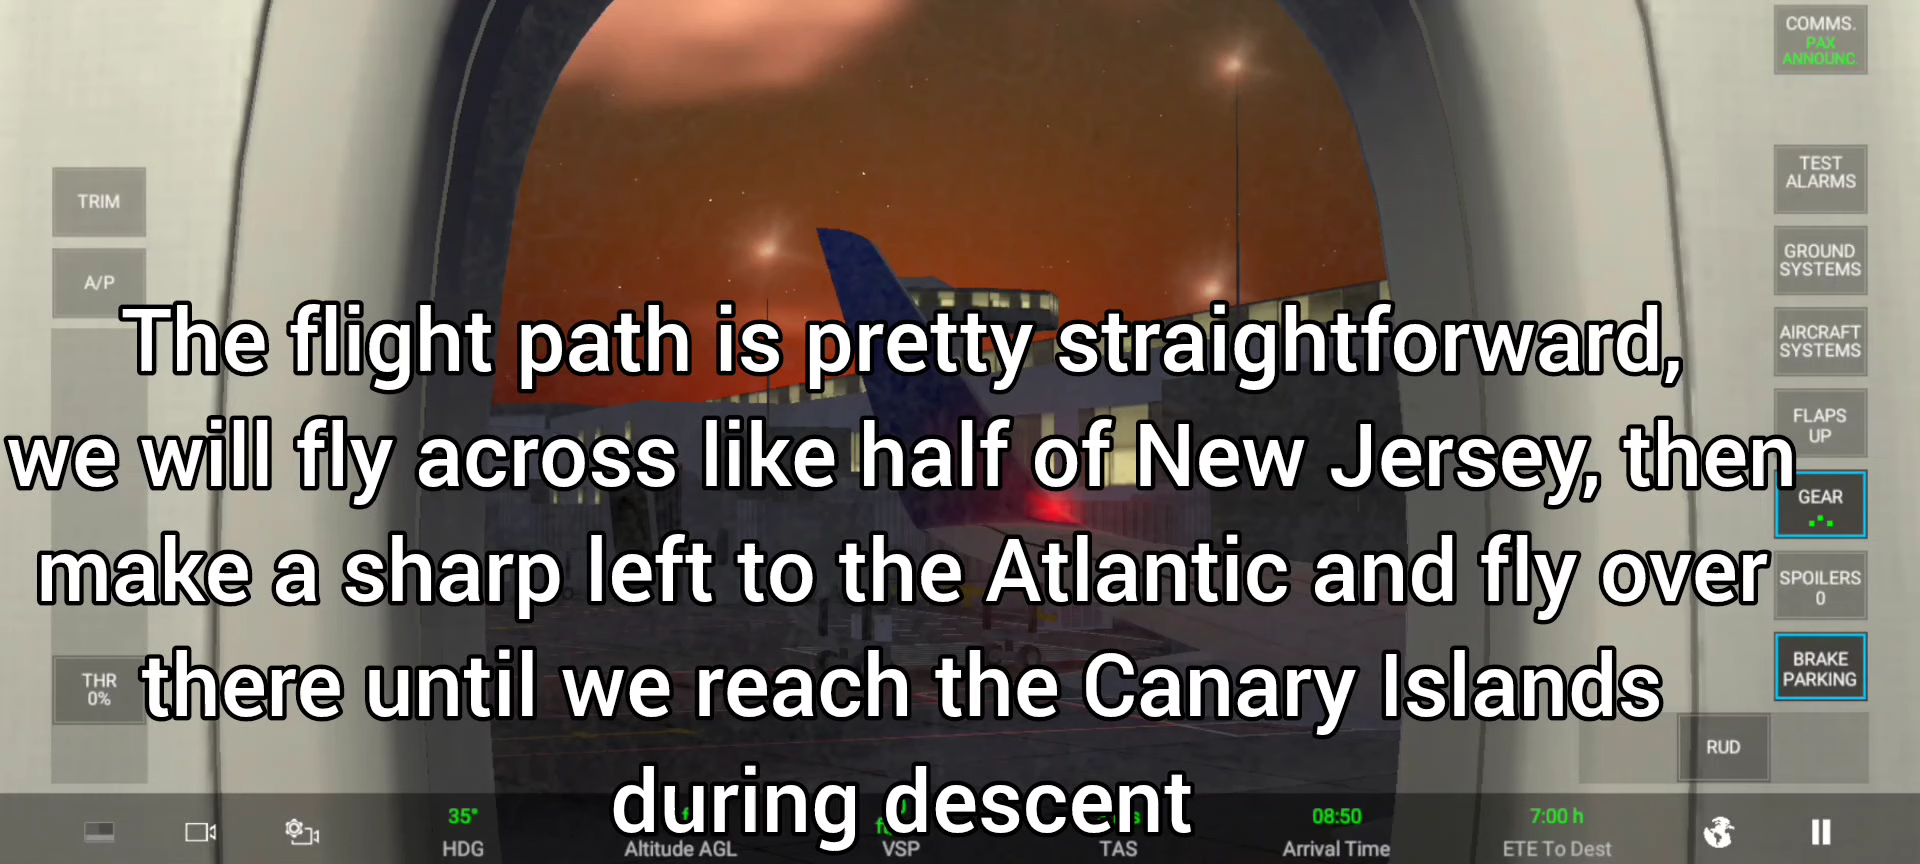 COMMS.
PAX
ANNOUNC.
TEST
ALARMS
TRIM
GROUND
SYSTEMS
A/P
The flight path is pretty straightforward,
AIRCRAFT
SYSTEMS
FLAPS
UP
we will fly across like half of New Jersey, then
GEAR
make a sharp left to the Atlantic and fly over
SPOILERS
0
there until we reach the Canary Islands
THR
0%
BRAKE
PARKING
RUD
during descent
35°
HDG
Altitude AGL
VSP
TAS
08:50
Arrival Time
7:00 h
ETE To Dest